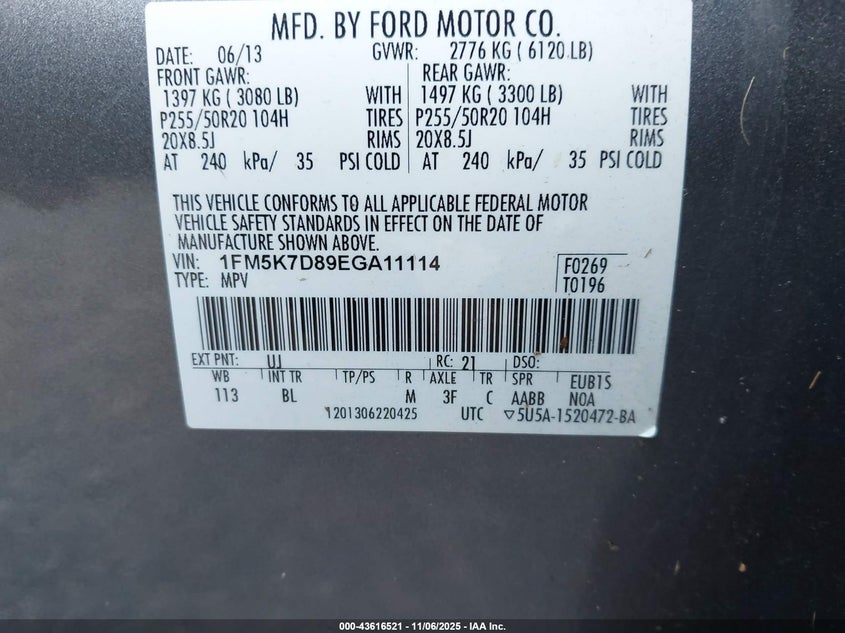 MFD. BY FORD MOTOR CO.
DATE: 06/13 GVWR: 2776 KG ( 6120 LB)
FRONT GAWR: REAR GAWR:
1397 KG ( 3080 LB) WITH 1497 KG ( 3300 LB) WITH
P255/50R20 104H TIRES P255/50R20 104H TIRES
20X8.5J RIMS 20X8.5J RIMS
AT 240 kPa/ 35 PSI COLD AT 240 kPa/ 35 PSI COLD
THIS VEHICLE CONFORMS TO ALL APPLICABLE FEDERAL MOTOR
VEHICLE SAFETY STANDARDS IN EFFECT ON THE DATE OF
MANUFACTURE SHOWN ABOVE.
VIN: 1FM5K7D89EGA11114 F0269
TYPE: MPV T0196
EXT PNT: UJ RC: 21 DSO:
WB INT TR TP/PS R AXLE TR SPR EUB1S
113 BL M 3F C AABB NOA
1201306220425 UTC ▽5U5A-1520472-BA
000-43616521 - 11/06/2025 - IAA Inc.